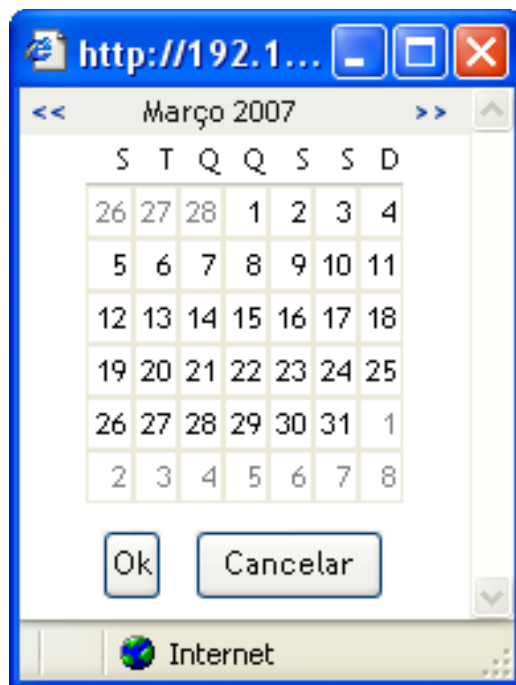 http://192.1...
<< Março 2007 >>
S T Q Q S S D
26 27 28 1 2 3 4
5 6 7 8 9 10 11
12 13 14 15 16 17 18
19 20 21 22 23 24 25
26 27 28 29 30 31 1
2 3 4 5 6 7 8
Ok Cancelar
Internet